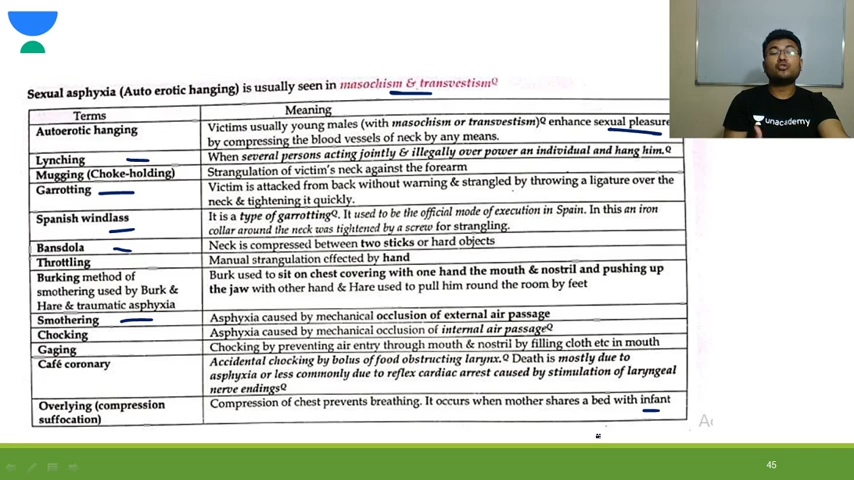 Sexual asphyxia (Auto erotic hanging) is usually seen in masochism & transvestismQ
Terms Meaning
Autoerotic hanging Victims usually young males (with masochism or transvestism)Q enhance sexual pleasure
by compressing the blood vessels of neck by any means.
Lynching When several persons acting jointly & illegally over power an individual and hang him.Q
Mugging (Choke-holding) Strangulation of victim's neck against the forearm
Garrotting Victim is attacked from back without warning & strangled by throwing a ligature over the
neck & tightening it quickly.
Spanish windlass It is a type of garrottingQ. It used to be the official mode of execution in Spain. In this an iron
collar around the neck was tightened by a screw for strangling.
Bansdola Neck is compressed between two sticks or hard objects
Throttling Manual strangulation effected by hand
Burking method of Burk used to sit on chest covering with one hand the mouth & nostril and pushing up
smothering used by Burk & the jaw with other hand & Hare used to pull him round the room by feet
Hare & traumatic asphyxia
Smothering Asphyxia caused by mechanical occlusion of external air passage
Chocking Asphyxia caused by mechanical occlusion of internal air passageQ
Gaging Chocking by preventing air entry through mouth & nostril by filling cloth etc in mouth
Café coronary Accidental chocking by bolus of food obstructing larynx.Q Death is mostly due to
asphyxia or less commonly due to reflex cardiac arrest caused by stimulation of laryngeal
nerve endingsQ
Overlying (compression Compression of chest prevents breathing. It occurs when mother shares a bed with infant
suffocation)
unacademy
45